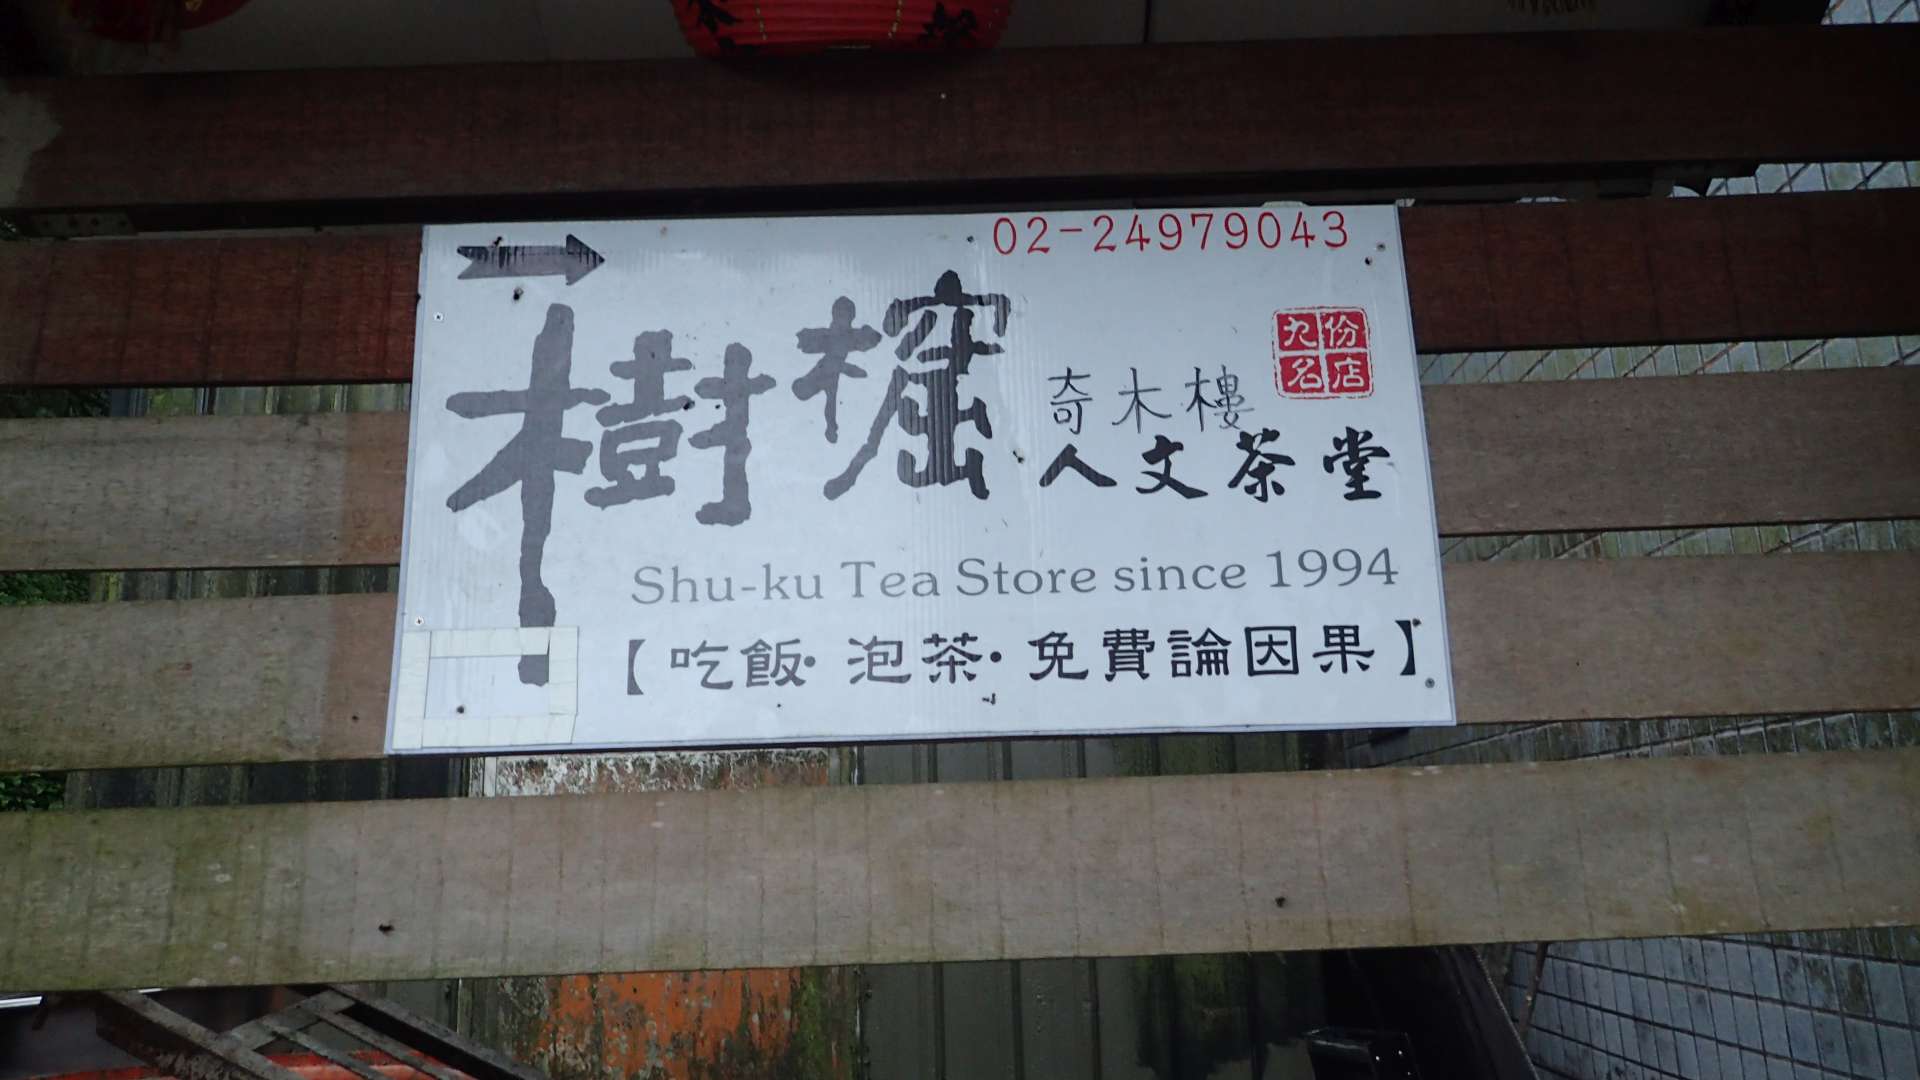 02-24979043
樹窟
九份
名店
奇木樓
人文茶堂
Shu-ku Tea Store since 1994
【吃飯·泡茶·免費論因果】